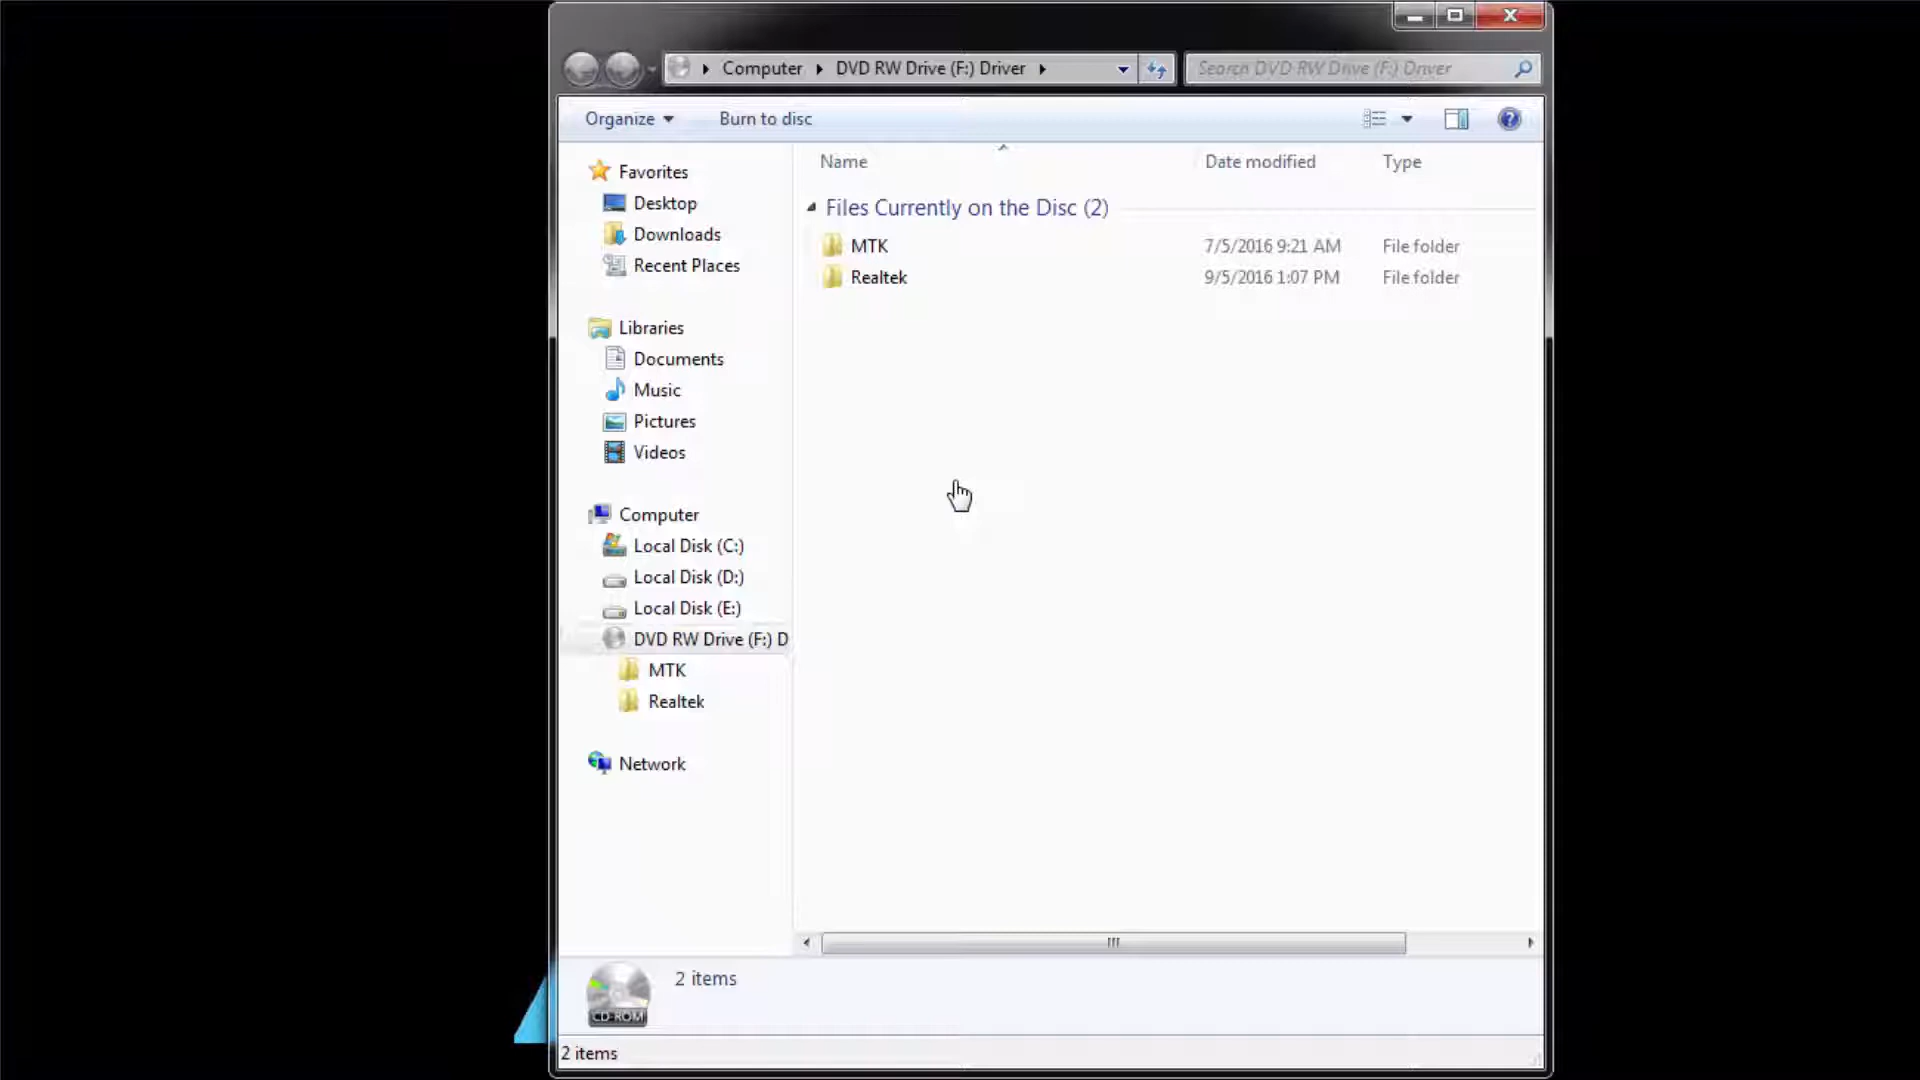 Computer DVD RW Drive (F:) Driver Search DVD RW Drive (F:) Driver
Organize Burn to disc
Name Date modified Type
Files Currently on the Disc (2)
MTK 7/5/2016 9:21 AM File folder
Realtek 9/5/2016 1:07 PM File folder
Favorites
Desktop
Downloads
Recent Places
Libraries
Documents
Music
Pictures
Videos
Computer
Local Disk (C:)
Local Disk (D:)
Local Disk (E:)
DVD RW Drive (F:) D
MTK
Realtek
Network
CD-ROM
2 items
2 items